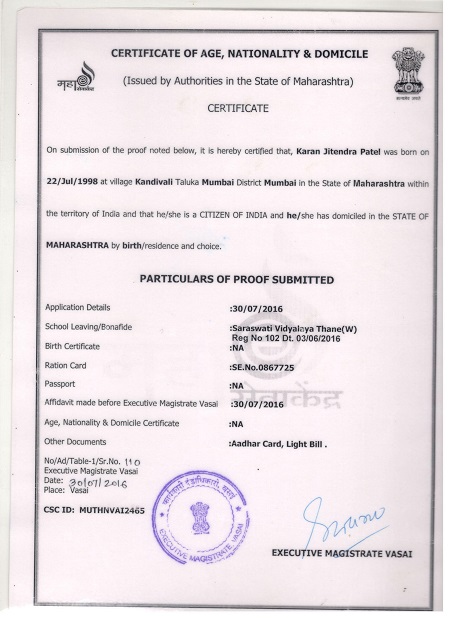 CERTIFICATE OF AGE, NATIONALITY & DOMICILE
महा
(Issued by Authorities in the State of Maharashtra)
CERTIFICATE
On submission of the proof noted below, it is hereby certified that, Karan Jitendra Patel was born on
22/Jul/1998 at village Kandivali Taluka Mumbai District Mumbai in the State of Maharashtra within
the territory of India and that he/she is a CITIZEN OF INDIA and he/she has domiciled in the STATE OF
MAHARASHTRA by birth/residence and choice.
PARTICULARS OF PROOF SUBMITTED
Application Details :30/07/2016
School Leaving/Bonafide :Saraswati Vidyalaya Thane(W)
Reg No 102 Dt. 03/06/2016
Birth Certificate :NA
Ration Card :SE.No.0867725
Passport :NA
सेवाकेंद्र
Affidavit made before Executive Magistrate Vasai :30/07/2016
Age, Nationality & Domicile Certificate :NA
Other Documents :Aadhar Card, Light Bill .
No/Ad/Table-1/Sr.No. 110
Executive Magistrate Vasai
Date: 30/07/2016
Place: Vasai
CSC ID: MUTHNVAI2465
EXECUTIVE MAGISTRATE, VASAI
EXECUTIVE MAGISTRATE VASAI